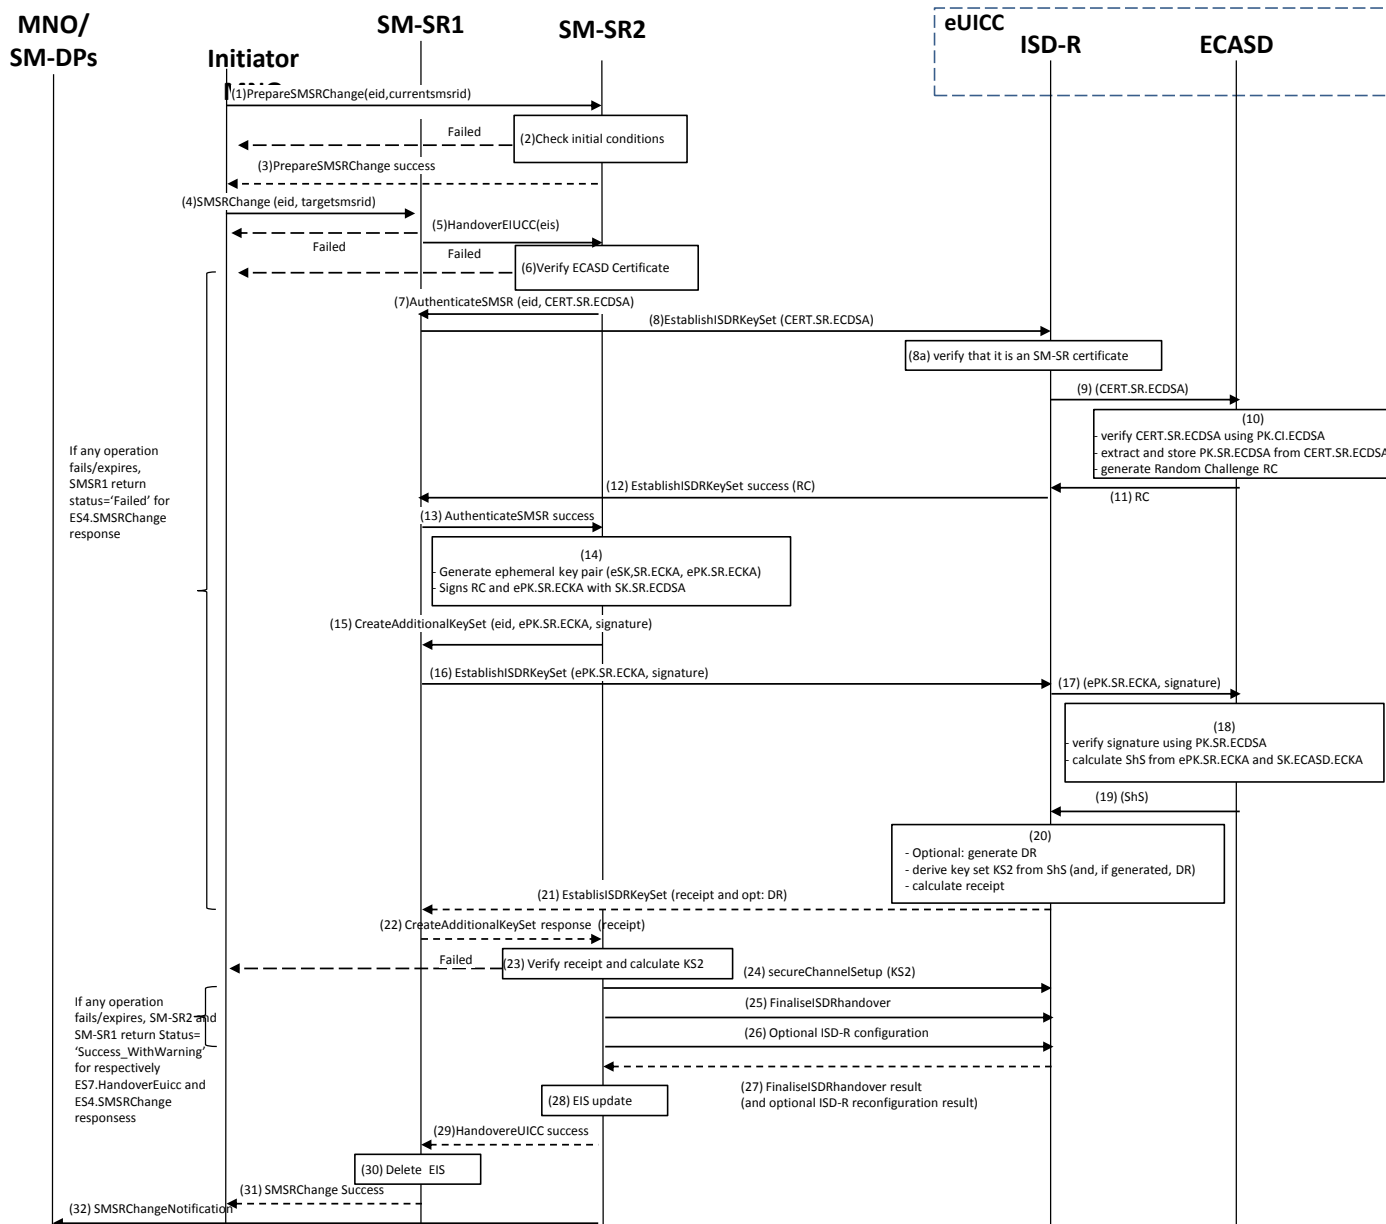 MNO/
SM-DPs
Initiator
MNO
SM-SR1
SM-SR2
eUICC
ISD-R
ECASD
(1)PrepareSMSRChange(eid,currentsmsrid)
Failed
(2)Check initial conditions
(3)PrepareSMSRChange success
(4)SMSRChange (eid, targetsmsrid)
(5)HandoverEIUCC(eis)
Failed
Failed
(6)Verify ECASD Certificate
(7)AuthenticateSMSR (eid, CERT.SR.ECDSA)
(8)EstablishISDRKeySet (CERT.SR.ECDSA)
(8a) verify that it is an SM-SR certificate
(9) (CERT.SR.ECDSA)
(10)
- verify CERT.SR.ECDSA using PK.CI.ECDSA
- extract and store PK.SR.ECDSA from CERT.SR.ECDSA
- generate Random Challenge RC
If any operation
fails/expires,
SMSR1 return
status=‘Failed’ for
ES4.SMSRChange
response
(11) RC
(12) EstablishISDRKeySet success (RC)
(13) AuthenticateSMSR success
(14)
- Generate ephemeral key pair (eSK,SR.ECKA, ePK.SR.ECKA)
- Signs RC and ePK.SR.ECKA with SK.SR.ECDSA
(15) CreateAdditionalKeySet (eid, ePK.SR.ECKA, signature)
(16) EstablishISDRKeySet (ePK.SR.ECKA, signature)
(17) (ePK.SR.ECKA, signature)
(18)
- verify signature using PK.SR.ECDSA
- calculate ShS from ePK.SR.ECKA and SK.ECASD.ECKA
(19) (ShS)
(20)
- Optional: generate DR
- derive key set KS2 from ShS (and, if generated, DR)
- calculate receipt
(21) EstablisISDRKeySet (receipt and opt: DR)
(22) CreateAdditionalKeySet response (receipt)
Failed
(23) Verify receipt and calculate KS2
(24) secureChannelSetup (KS2)
(25) FinaliseISDRhandover
(26) Optional ISD-R configuration
If any operation
fails/expires, SM-SR2 and
SM-SR1 return Status=
‘Success_WithWarning’
for respectively
ES7.HandoverEuicc and
ES4.SMSRChange
responsess
(27) FinaliseISDRhandover result
(and optional ISD-R reconfiguration result)
(28) EIS update
(29)HandovereUICC success
(30) Delete EIS
(31) SMSRChange Success
(32) SMSRChangeNotification